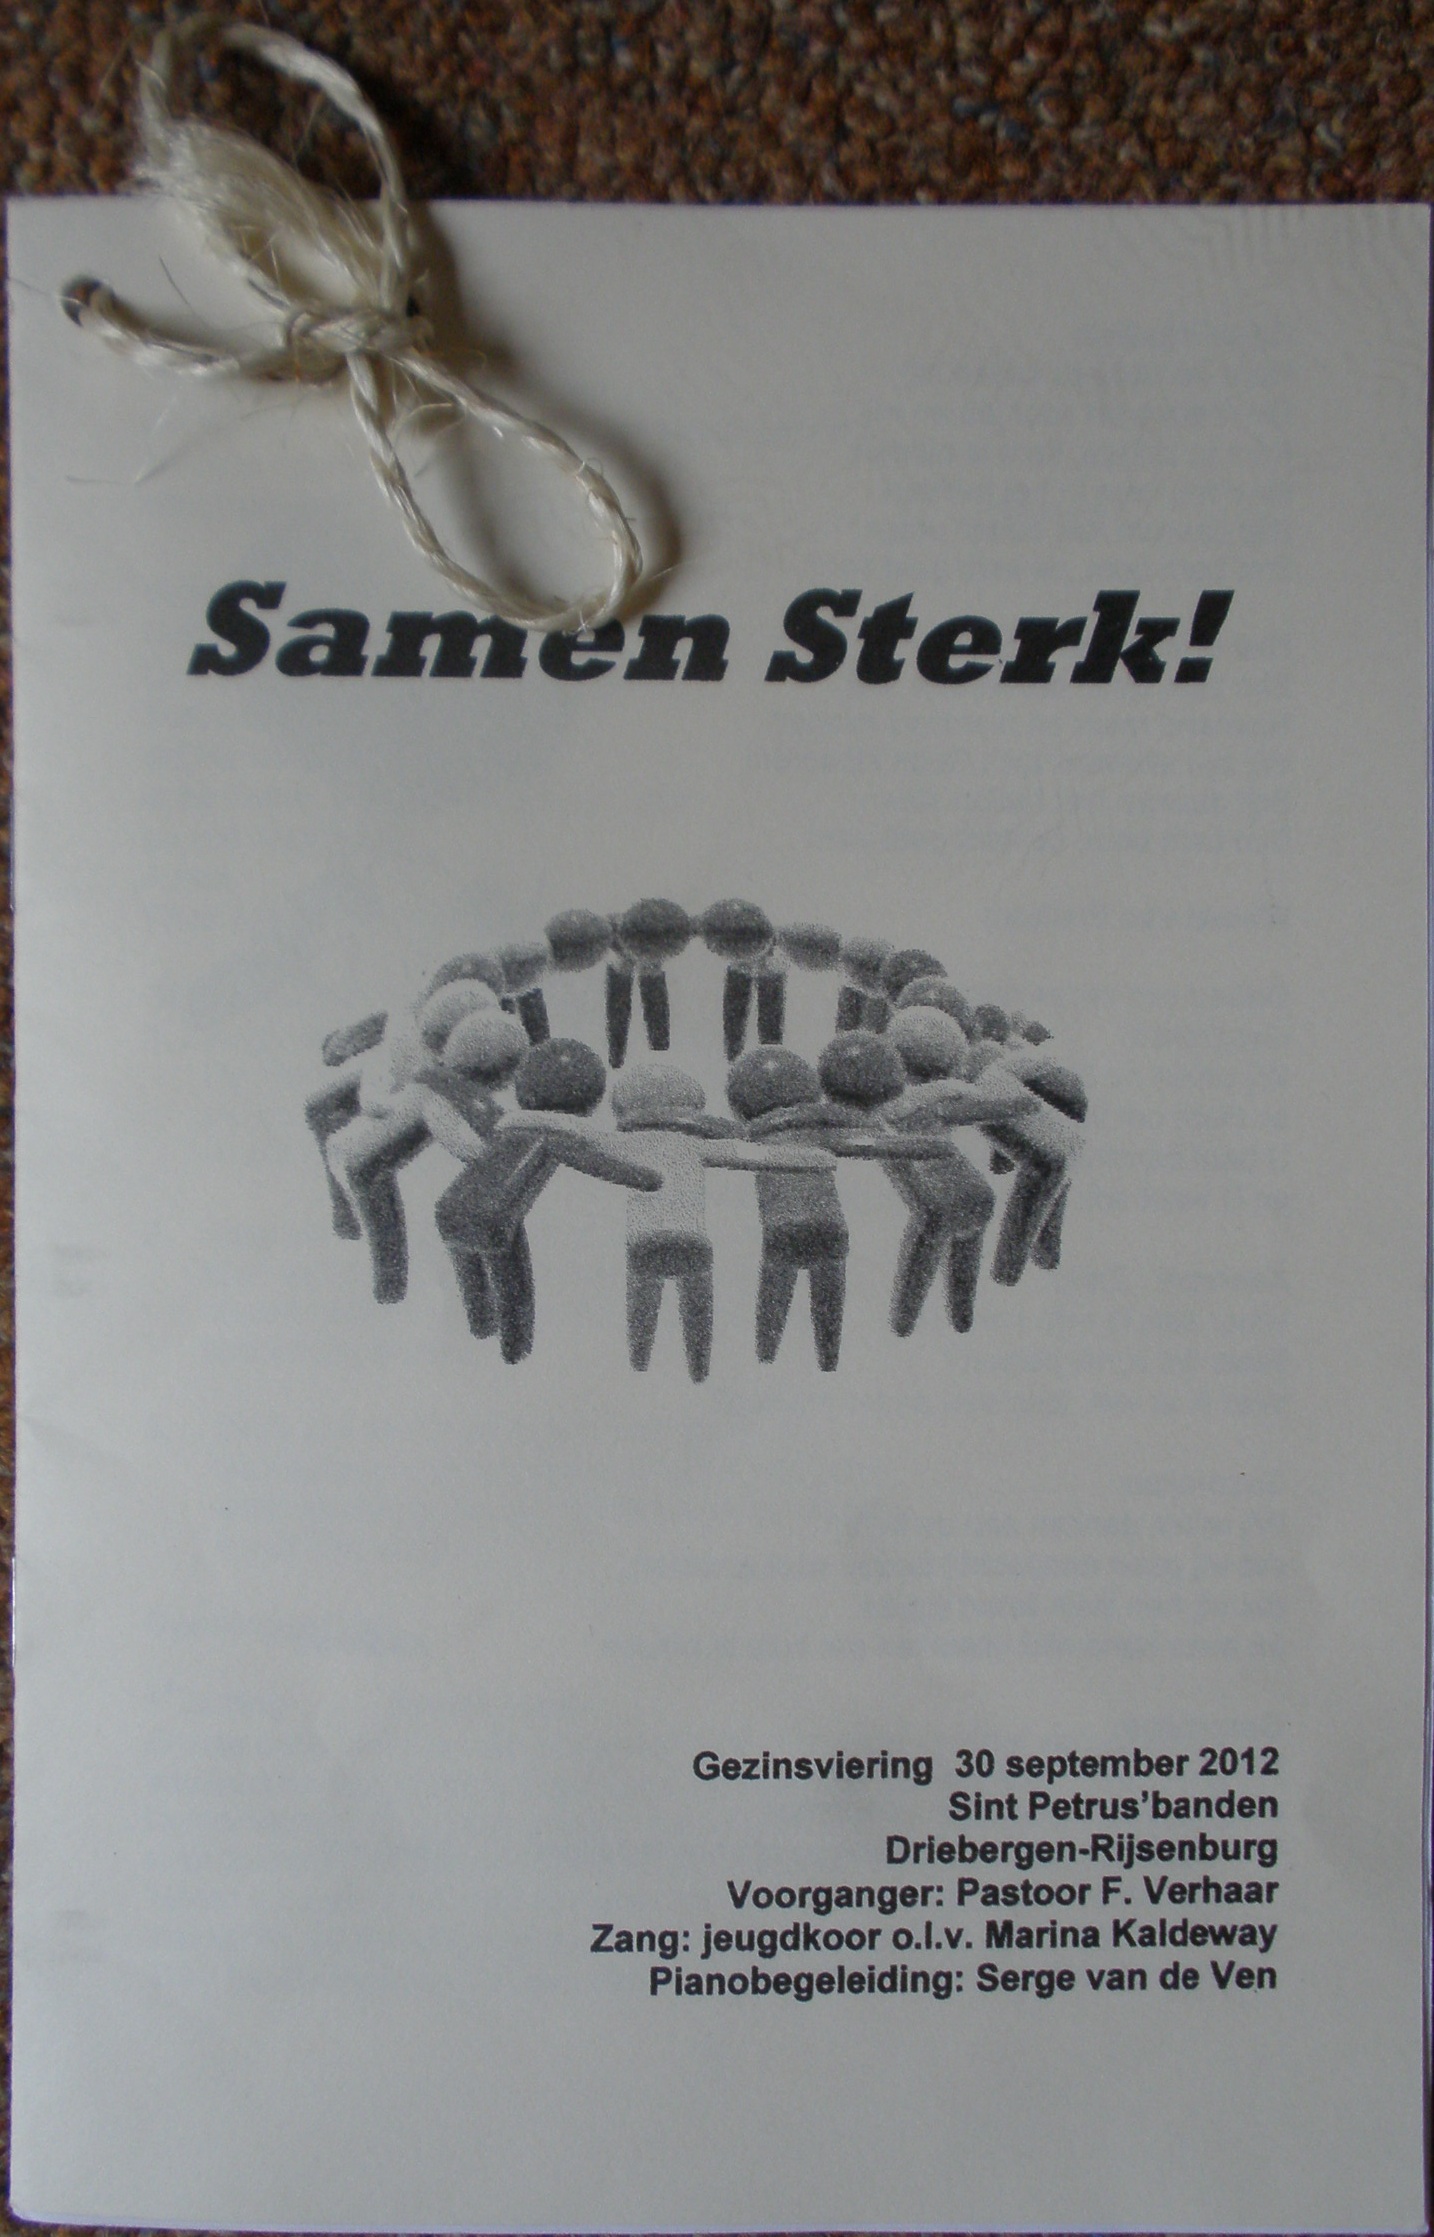 Samen Sterk!
Gezinsviering 30 september 2012
Sint Petrus'banden
Driebergen-Rijsenburg
Voorganger: Pastoor F. Verhaar
Zang: jeugdkoor o.l.v. Marina Kaldeway
Pianobegeleiding: Serge van de Ven